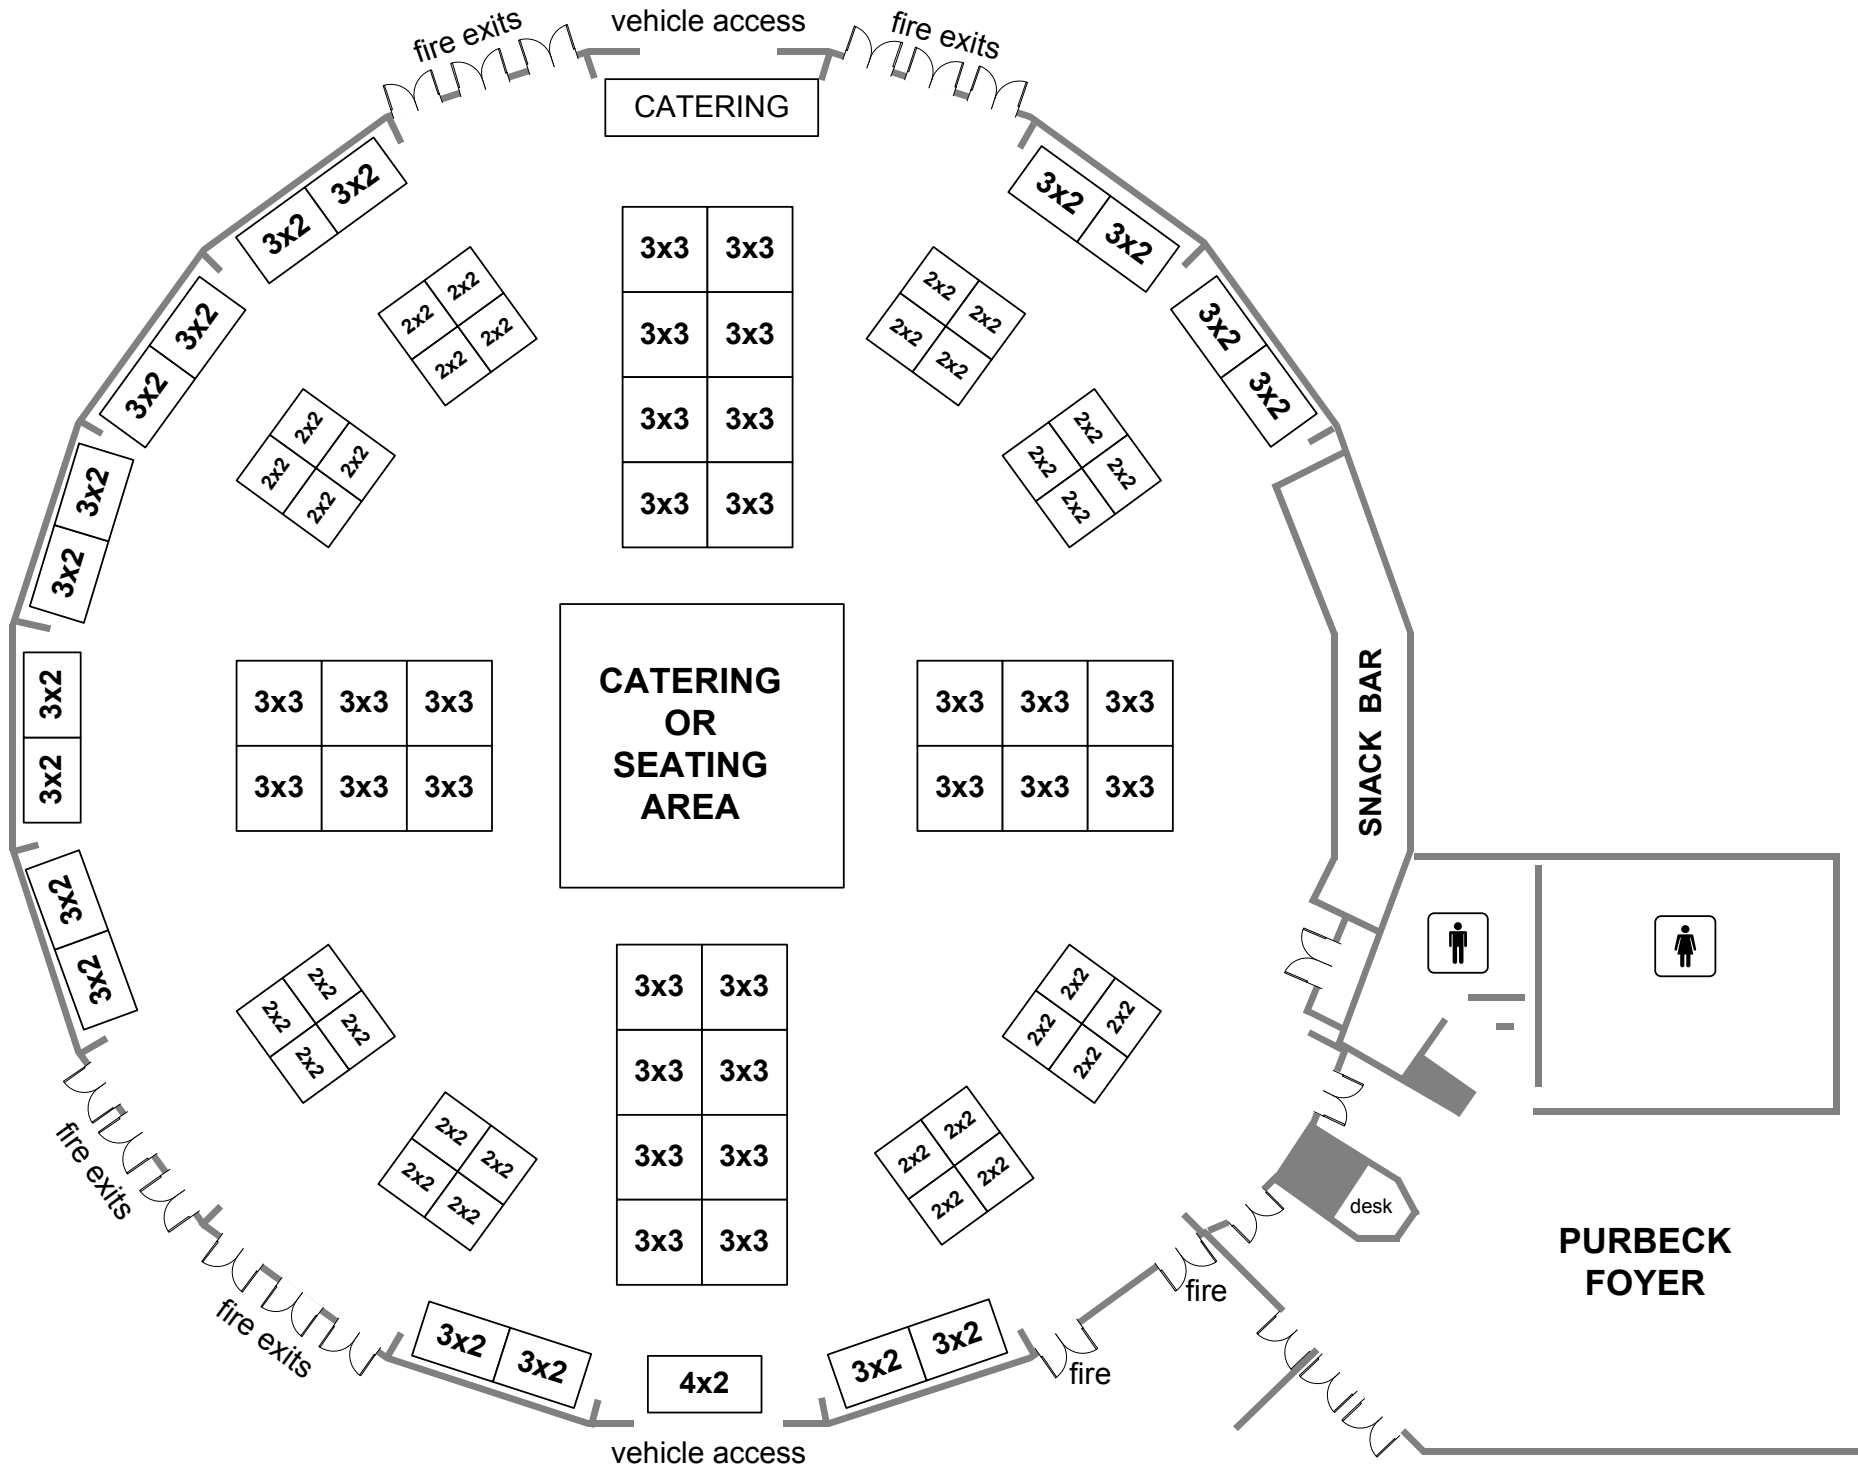 fire exits
vehicle access
fire exits
CATERING
3x2 3x2
3x2 3x2
3x3 3x3
3x3 3x3
3x3 3x3
3x3 3x3
2x2 2x2
2x2 2x2
2x2 2x2
2x2 2x2
3x2 3x2
3x2 3x2
2x2 2x2
2x2 2x2
2x2 2x2
2x2 2x2
3x2
3x2
3x2
3x2
3x3 3x3 3x3
3x3 3x3 3x3
CATERING
OR
SEATING
AREA
3x3 3x3 3x3
3x3 3x3 3x3
SNACK BAR
3x2
3x2
2x2 2x2
2x2 2x2
2x2 2x2
2x2 2x2
3x3 3x3
3x3 3x3
3x3 3x3
3x3 3x3
2x2 2x2
2x2 2x2
2x2 2x2
2x2 2x2
fire exits
fire exits
desk
PURBECK
FOYER
fire
fire
3x2 3x2
4x2
3x2 3x2
vehicle access